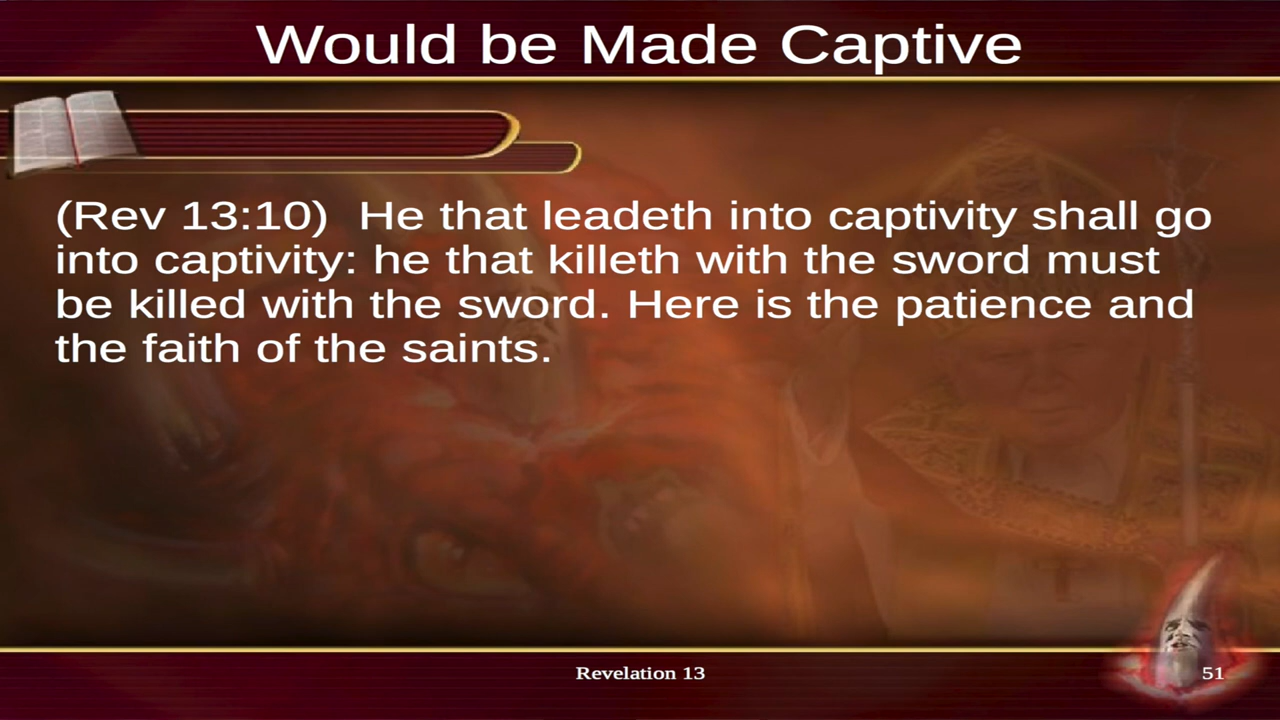 Would be Made Captive
(Rev 13:10)  He that leadeth into captivity shall go
into captivity: he that killeth with the sword must
be killed with the sword. Here is the patience and
the faith of the saints.
Revelation 13
51